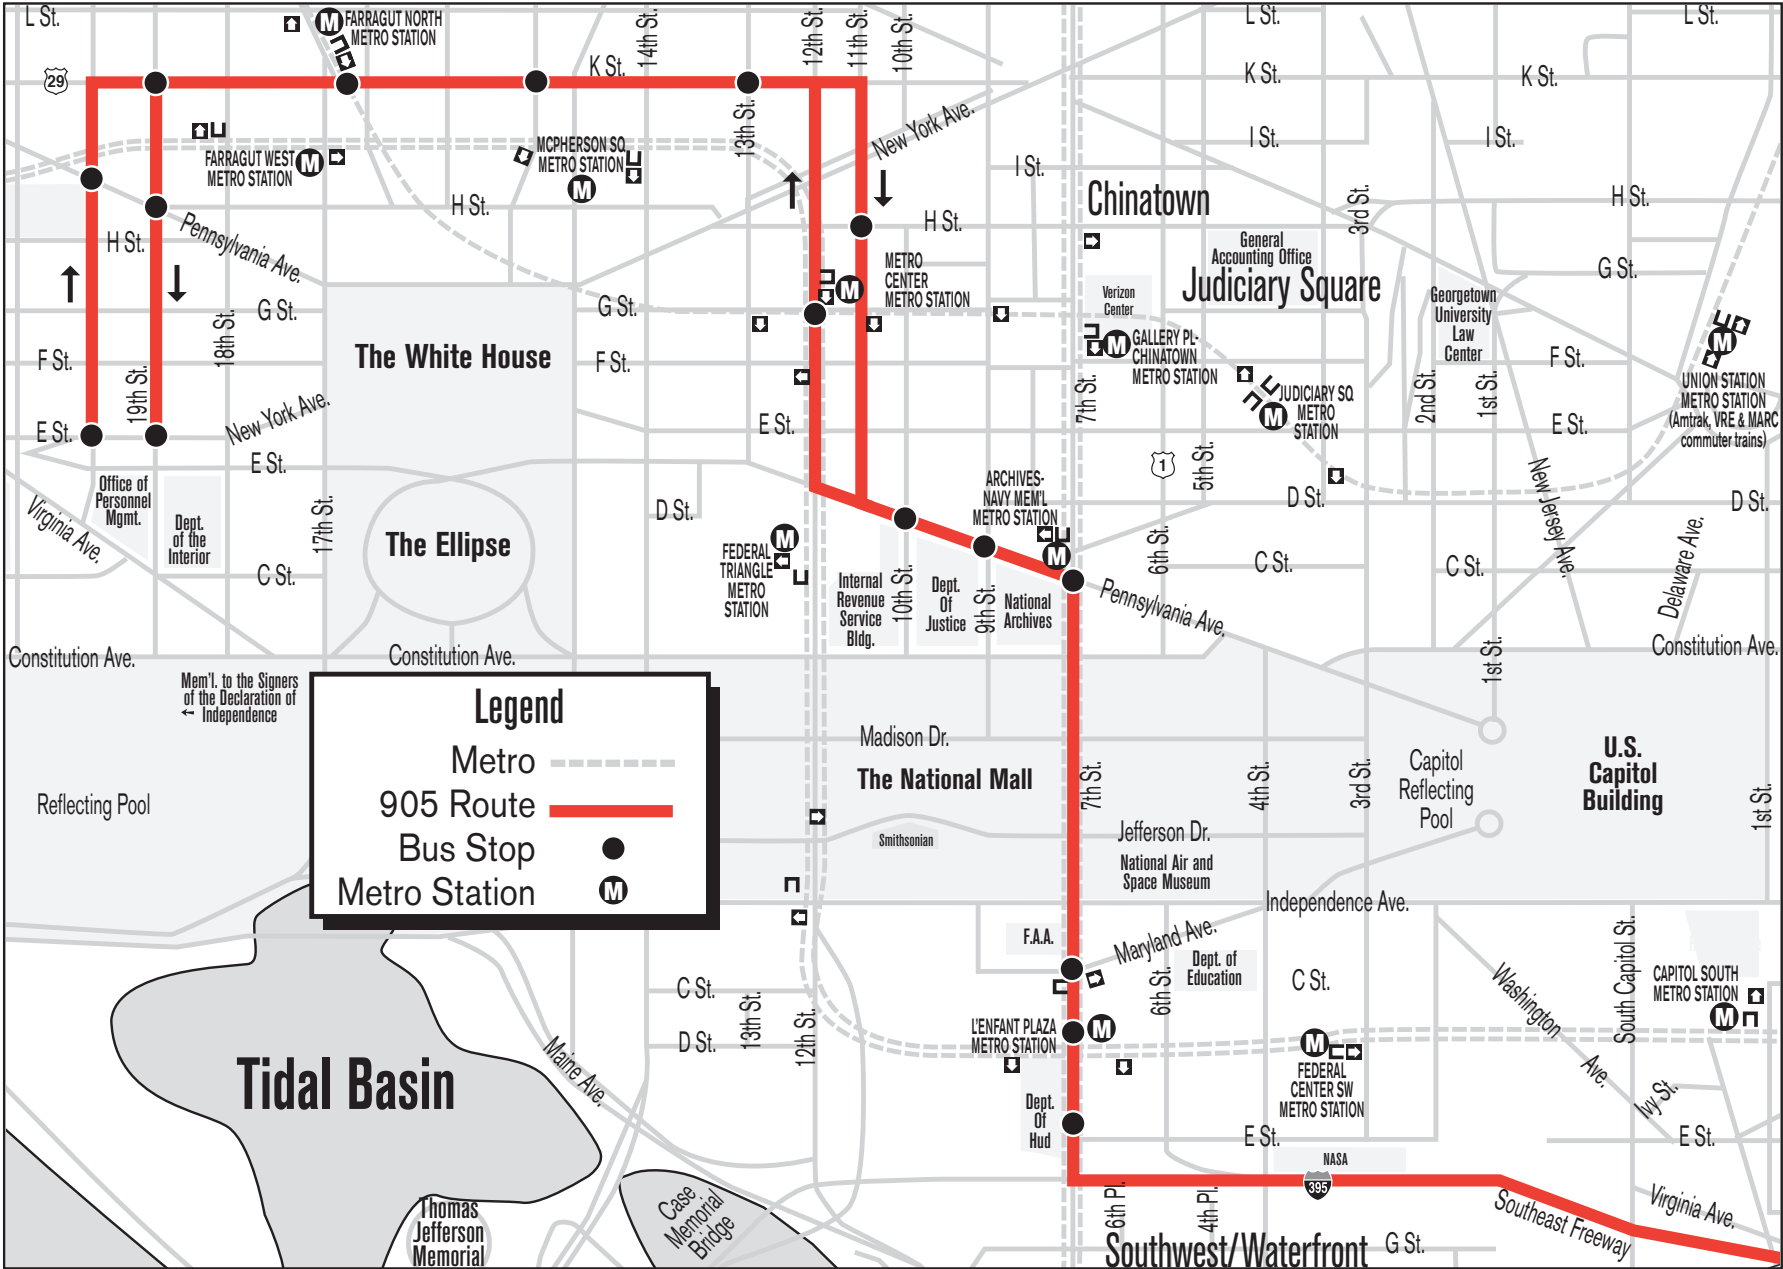 L St.
FARRAGUT NORTH
METRO STATION
14th St.
12th St.
11th St.
10th St.
L St.
L St.
29
K St.
K St.
K St.
13th St.
New York Ave.
FARRAGUT WEST
METRO STATION
MCPHERSON SQ
METRO STATION
I St.
I St.
I St.
H St.
H St.
Chinatown
3rd St.
H St.
H St.
Pennsylvania Ave.
METRO
CENTER
METRO STATION
General
Accounting Office
Judiciary Square
G St.
G St.
G St.
18th St.
Verizon
Center
Georgetown
University
Law
Center
The White House
F St.
F St.
GALLERY PL-
CHINATOWN
METRO STATION
F St.
UNION STATION
METRO STATION
(Amtrak, VRE & MARC
commuter trains)
19th St.
7th St.
2nd St.
1st St.
JUDICIARY SQ
METRO
STATION
E St.
New York Ave.
E St.
E St.
E St.
1
5th St.
Office of
Personnel
Mgmt.
Virginia Ave.
Dept.
of the
Interior
17th St.
D St.
ARCHIVES-
NAVY MEM'L
METRO STATION
D St.
New Jersey Ave.
D St.
The Ellipse
FEDERAL
TRIANGLE
METRO
STATION
6th St.
C St.
C St.
C St.
Delaware Ave.
Internal
Revenue
Service
Bldg.
10th St.
Dept.
Of
Justice
9th St.
National
Archives
Pennsylvania Ave.
Constitution Ave.
Constitution Ave.
1st St.
Constitution Ave.
Mem'l. to the Signers
of the Declaration of
Independence
Legend
Metro
905 Route
Bus Stop
Metro Station
M
Madison Dr.
The National Mall
7th St.
4th St.
3rd St.
Capitol
Reflecting
Pool
U.S.
Capitol
Building
1st St.
Reflecting Pool
Smithsonian
Jefferson Dr.
National Air and
Space Museum
Independence Ave.
F.A.A.
Maryland Ave.
Dept. of
Education
6th St.
C St.
Washington
Ave.
South Capitol St.
CAPITOL SOUTH
METRO STATION
C St.
13th St.
12th St.
D St.
L'ENFANT PLAZA
METRO STATION
Maine Ave.
Tidal Basin
FEDERAL
CENTER SW
METRO STATION
Ivy St.
Dept.
Of
Hud
E St.
E St.
NASA
395
6th Pl.
4th Pl.
Southeast Freeway
Virginia Ave.
Thomas
Jefferson
Memorial
Case
Memorial
Bridge
Southwest/Waterfront
G St.